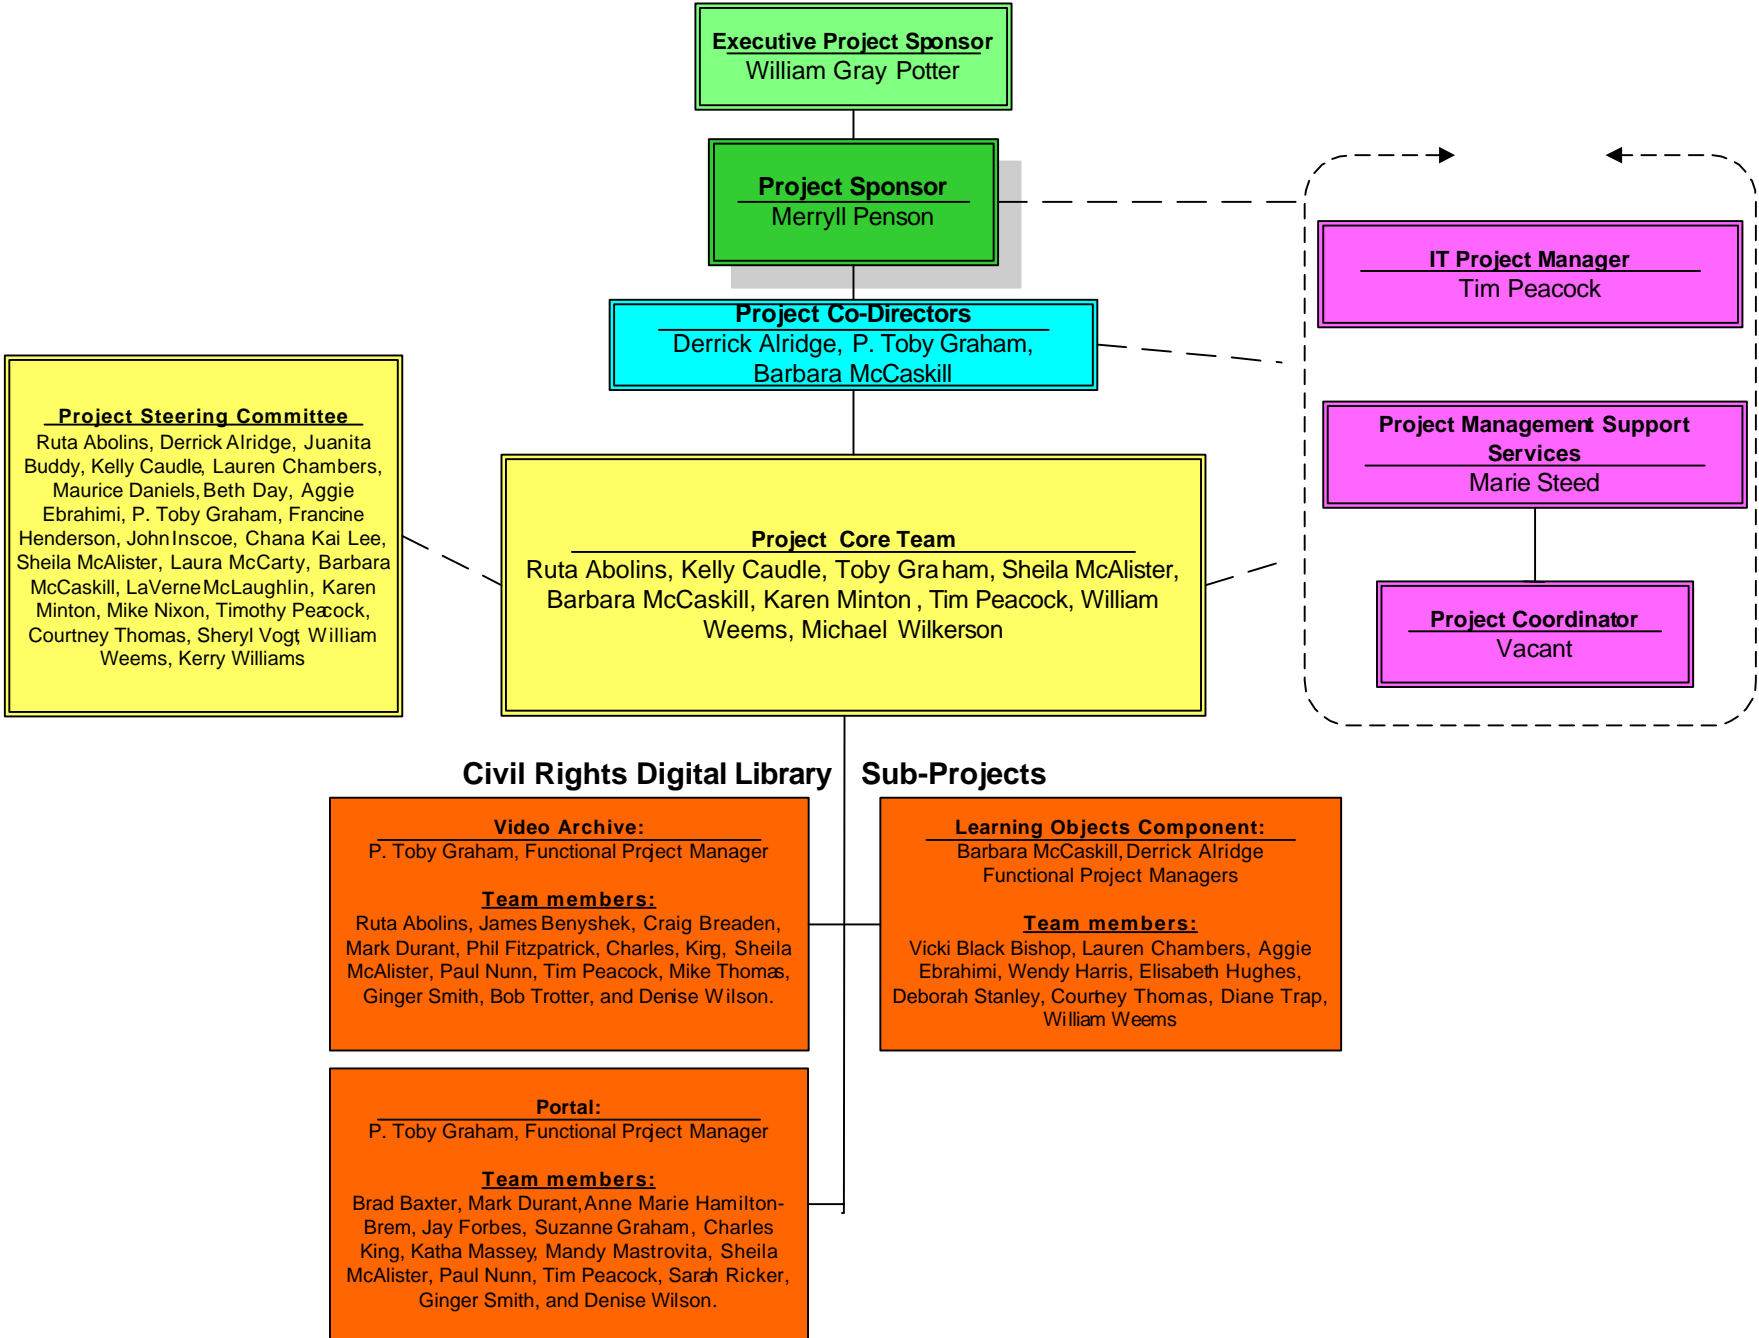 Executive Project Sponsor
William Gray Potter
Project Sponsor
Merryll Penson
Project Co-Directors
Derrick Alridge, P. Toby Graham,
Barbara McCaskill
IT Project Manager
Tim Peacock
Project Management Support
Services
Marie Steed
Project Coordinator
Vacant
Project Steering Committee
Ruta Abolins, Derrick Alridge, Juanita
Buddy, Kelly Caudle, Lauren Chambers,
Maurice Daniels, Beth Day, Aggie
Ebrahimi, P. Toby Graham, Francine
Henderson, John Inscoe, Chana Kai Lee,
Sheila McAlister, Laura McCarty, Barbara
McCaskill, LaVerne McLaughlin, Karen
Minton, Mike Nixon, Timothy Peacock,
Courtney Thomas, Sheryl Vogt, William
Weems, Kerry Williams
Project Core Team
Ruta Abolins, Kelly Caudle, Toby Graham, Sheila McAlister,
Barbara McCaskill, Karen Minton , Tim Peacock, William
Weems, Michael Wilkerson
Civil Rights Digital Library Sub-Projects
Video Archive:
P. Toby Graham, Functional Project Manager
Team members:
Ruta Abolins, James Benyshek, Craig Breaden,
Mark Durant, Phil Fitzpatrick, Charles, King, Sheila
McAlister, Paul Nunn, Tim Peacock, Mike Thomas,
Ginger Smith, Bob Trotter, and Denise Wilson.
Learning Objects Component:
Barbara McCaskill, Derrick Alridge
Functional Project Managers
Team members:
Vicki Black Bishop, Lauren Chambers, Aggie
Ebrahimi, Wendy Harris, Elisabeth Hughes,
Deborah Stanley, Courtney Thomas, Diane Trap,
William Weems
Portal:
P. Toby Graham, Functional Project Manager
Team members:
Brad Baxter, Mark Durant, Anne Marie Hamilton-
Brem, Jay Forbes, Suzanne Graham, Charles
King, Katha Massey, Mandy Mastrovita, Sheila
McAlister, Paul Nunn, Tim Peacock, Sarah Ricker,
Ginger Smith, and Denise Wilson.